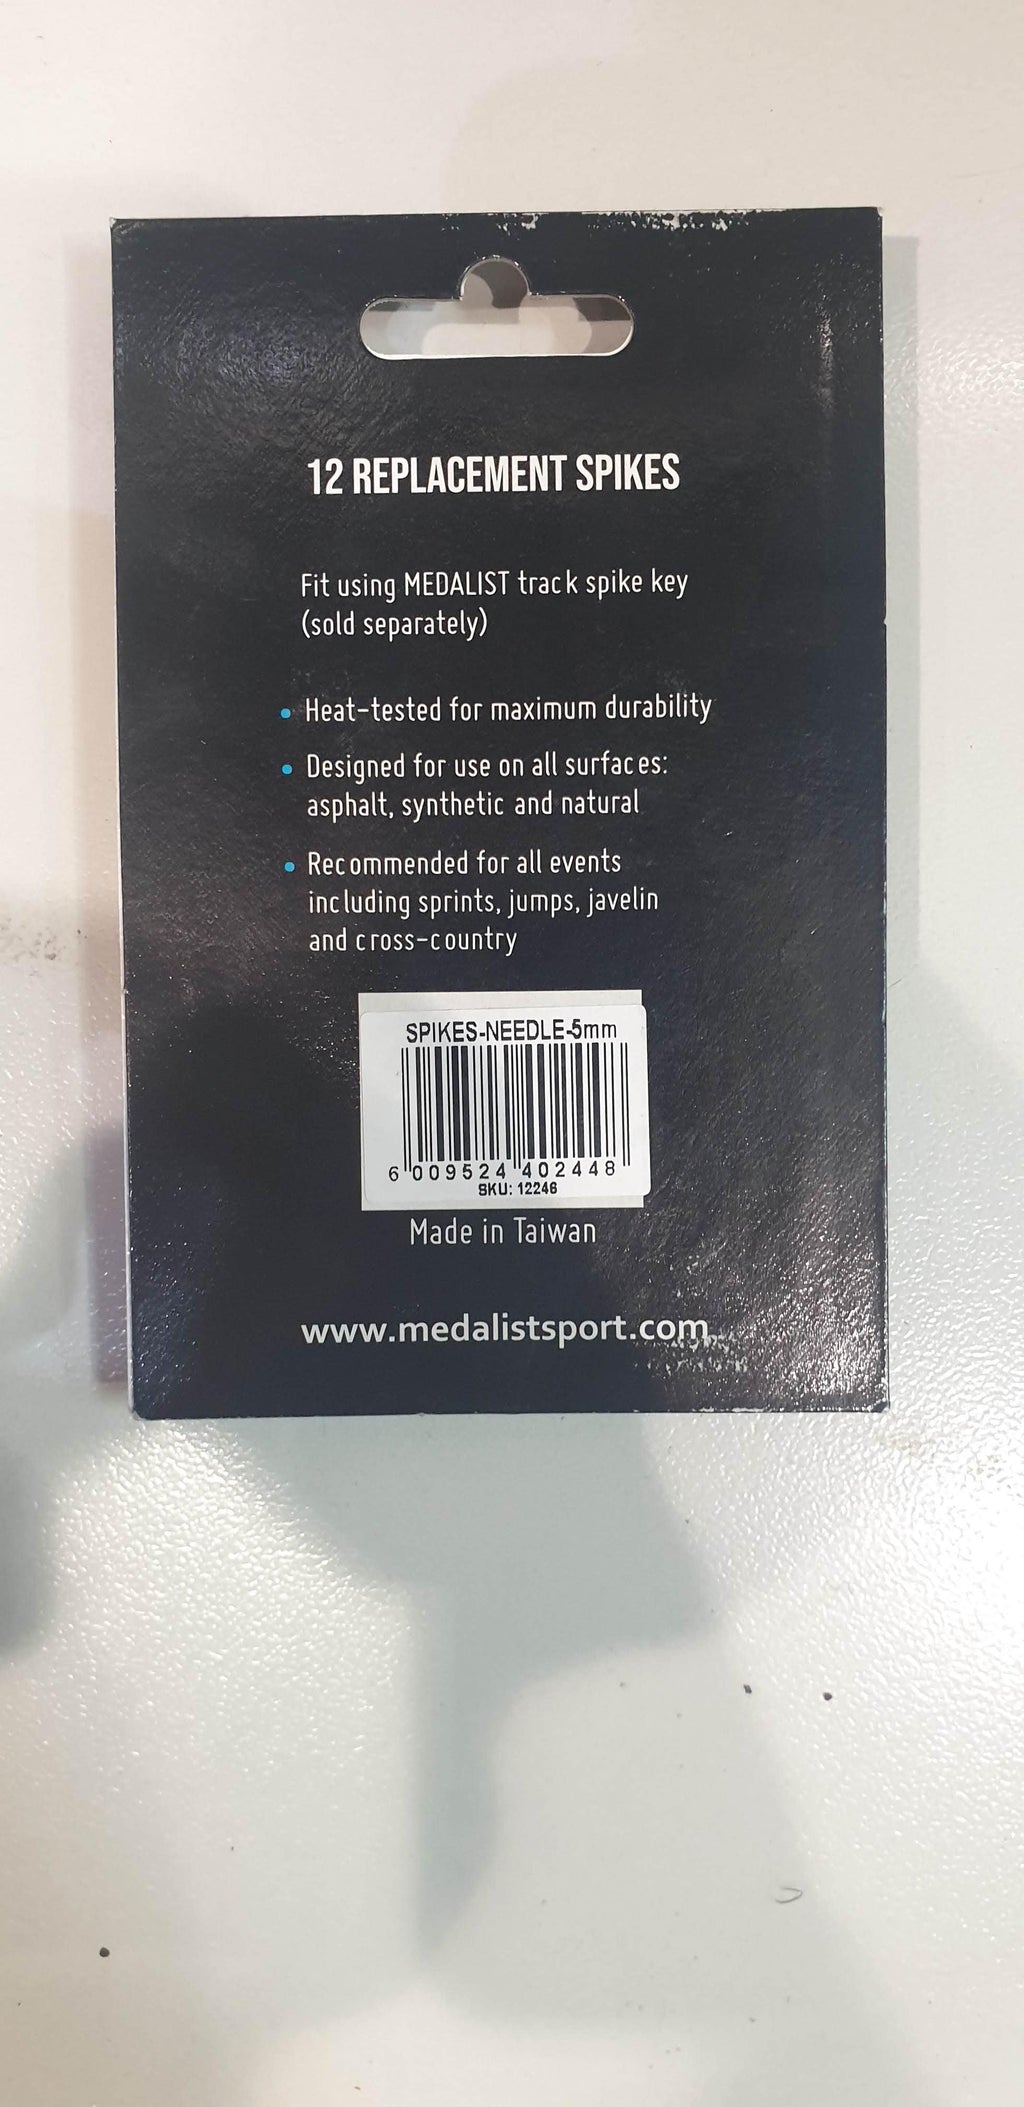 12 REPLACEMENT SPIKES
Fit using MEDALIST track spike key
(sold separately)
• Heat-tested for maximum durability
• Designed for use on all surfaces:
asphalt, synthetic and natural
• Recommended for all events
including sprints, jumps, javelin
and cross-country
SPIKES-NEEDLE-5mm
6 009524 402448
SKU: 12246
Made in Taiwan
www.medalistsport.com